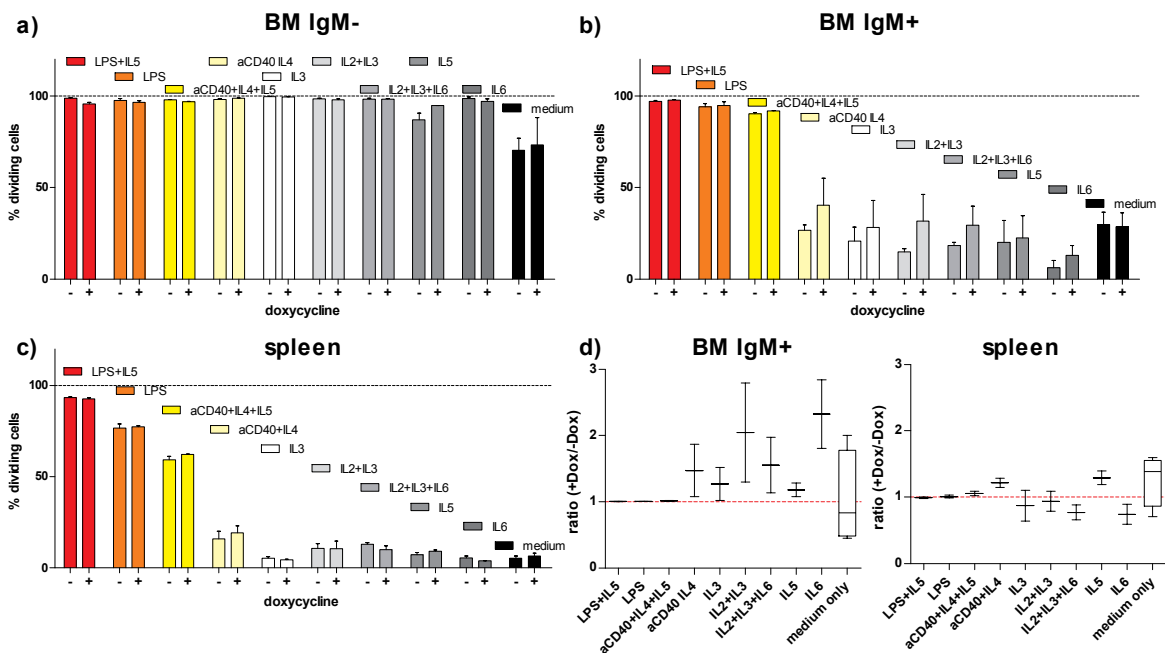 a)
BM IgM-
LPS+IL5
aCD40 IL4
IL2+IL3
IL5
LPS
IL3
aCD40+IL4+IL5
IL2+IL3+IL6
IL6
medium
% dividing cells
100
50
0
- + - + - + - + - + - + - + - + - + - +
doxycycline
b)
BM IgM+
LPS+IL5
LPS
aCD40+IL4+IL5
aCD40 IL4
IL3
IL2+IL3
IL2+IL3+IL6
IL5
IL6
medium
% dividing cells
100
50
0
- + - + - + - + - + - + - + - + - + - +
doxycycline
c)
spleen
LPS+IL5
LPS
aCD40+IL4+IL5
aCD40+IL4
IL3
IL2+IL3
IL2+IL3+IL6
IL5
IL6
medium
% dividing cells
100
50
0
- + - + - + - + - + - + - + - + - + - +
doxycycline
d)
BM IgM+
ratio (+Dox/-Dox)
3
2
1
0
LPS+IL5
LPS
aCD40+IL4+IL5
aCD40 IL4
IL3
IL2+IL3
IL2+IL3+IL6
IL5
IL6
medium only
spleen
ratio (+Dox/-Dox)
3
2
1
0
LPS+IL5
LPS
aCD40+IL4+IL5
aCD40+IL4
IL3
IL2+IL3
IL2+IL3+IL6
IL5
IL6
medium only